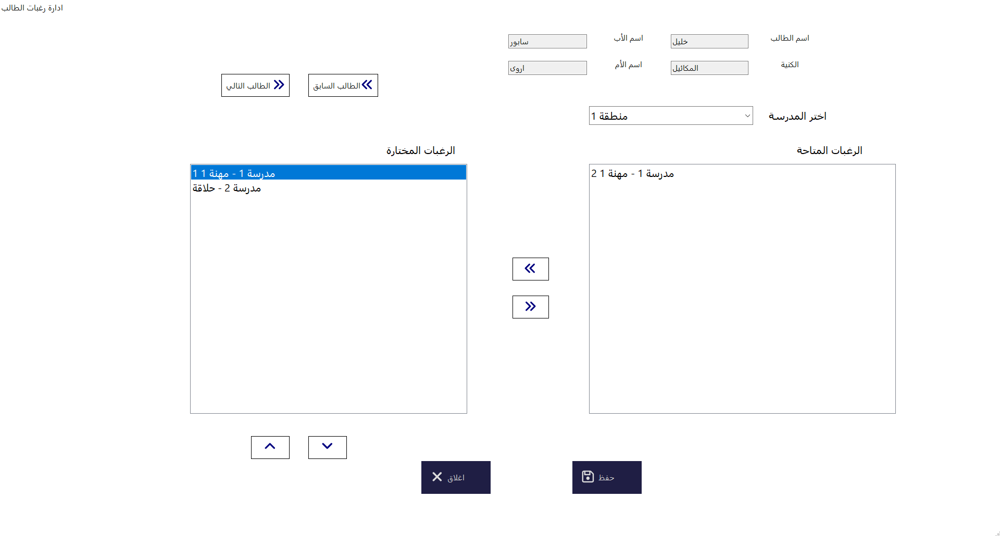 ادارة رغبات الطالب
اسم الطالب
خليل
اسم الأب
سابور
الكنية
المكائيل
اسم الأم
اروى
الطالب السابق
الطالب التالي
اختر المدرسة
منطقة 1
الرغبات المتاحة
مدرسة 1 - مهنة 1 2
الرغبات المختارة
مدرسة 1 - مهنة 1 1
مدرسة 2 - حلاقة
حفظ
اغلاق